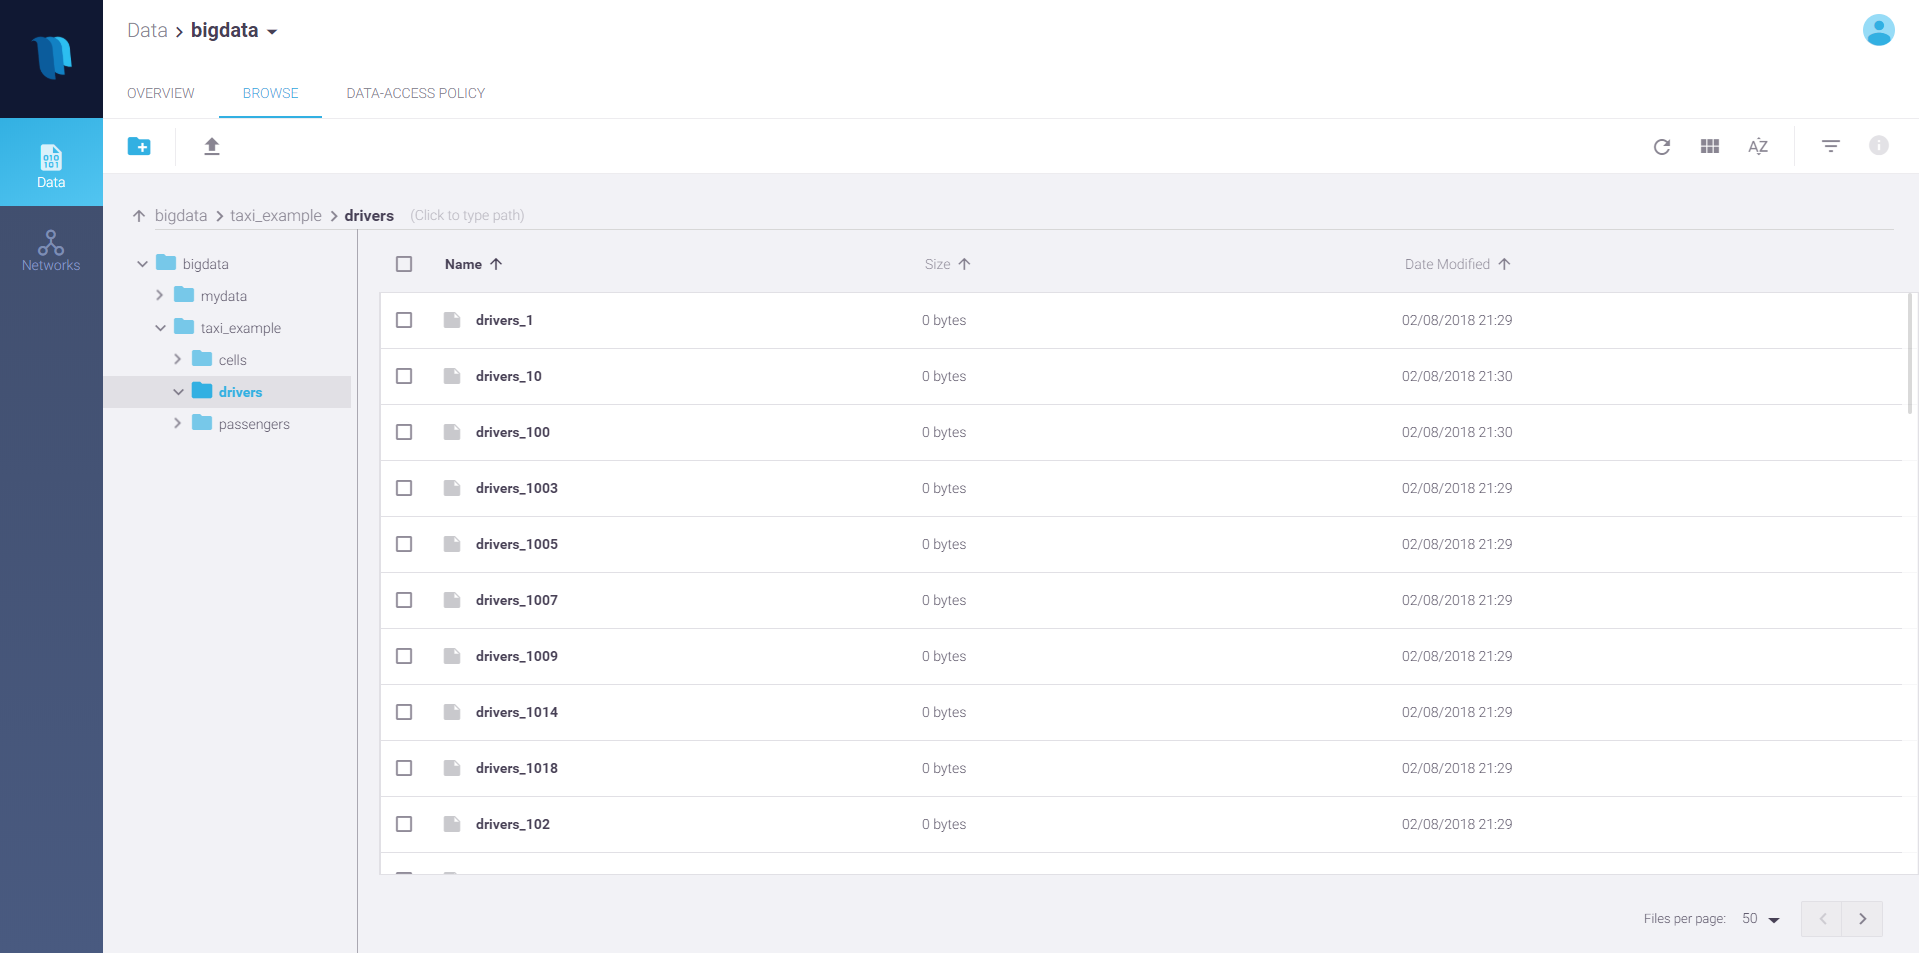 Data > bigdata
OVERVIEW BROWSE DATA-ACCESS POLICY
010
101
Data
Networks
AZ
bigdata > taxi_example > drivers (Click to type path)
bigdata
mydata
taxi_example
cells
drivers
passengers
Name Size Date Modified
drivers_1 0 bytes 02/08/2018 21:29
drivers_10 0 bytes 02/08/2018 21:30
drivers_100 0 bytes 02/08/2018 21:30
drivers_1003 0 bytes 02/08/2018 21:29
drivers_1005 0 bytes 02/08/2018 21:29
drivers_1007 0 bytes 02/08/2018 21:29
drivers_1009 0 bytes 02/08/2018 21:29
drivers_1014 0 bytes 02/08/2018 21:29
drivers_1018 0 bytes 02/08/2018 21:29
drivers_102 0 bytes 02/08/2018 21:29
Files per page: 50